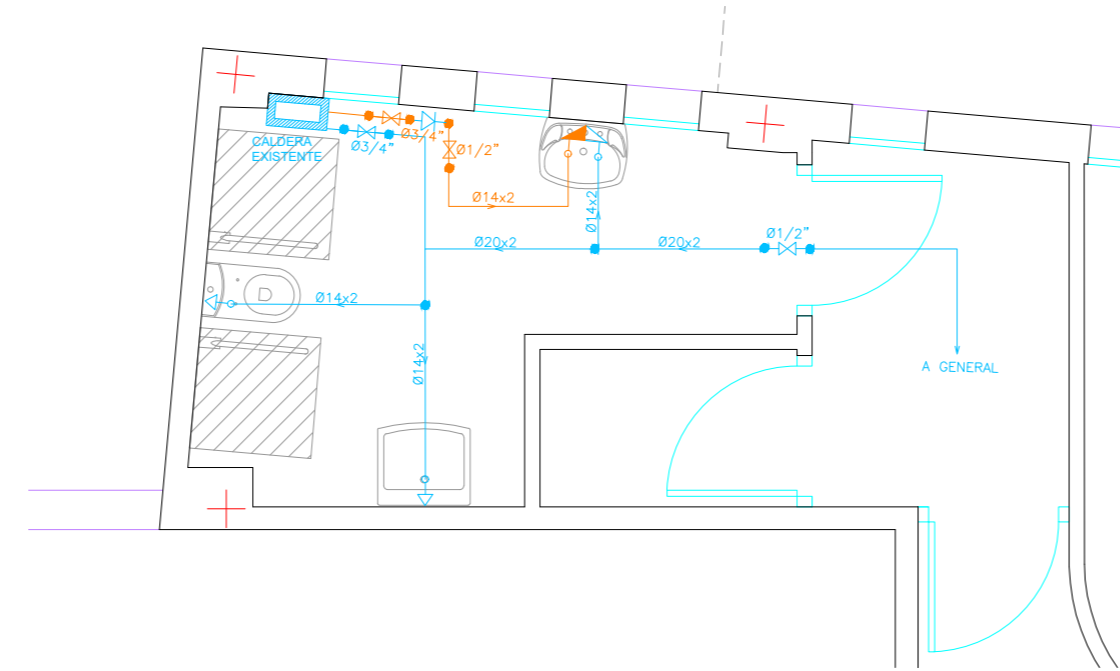 CALDERA
EXISTENTE
Ø3/4"
Ø3/4"
Ø1/2"
Ø14x2
Ø14x2
Ø20x2
Ø20x2
Ø1/2"
Ø14x2
Ø14x2
A GENERAL